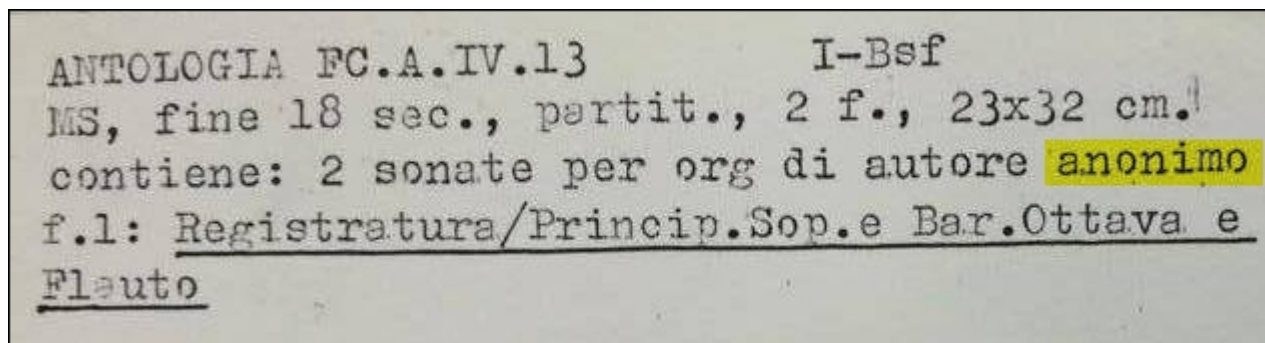 ANTOLOGIA FC.A.IV.13 I-Bsf
MS, fine 18 sec., partit., 2 f., 23x32 cm.
contiene: 2 sonate per org di autore anonimo
f.1: Registratura/Princip.Sop.e Bar.Ottava e
Flauto